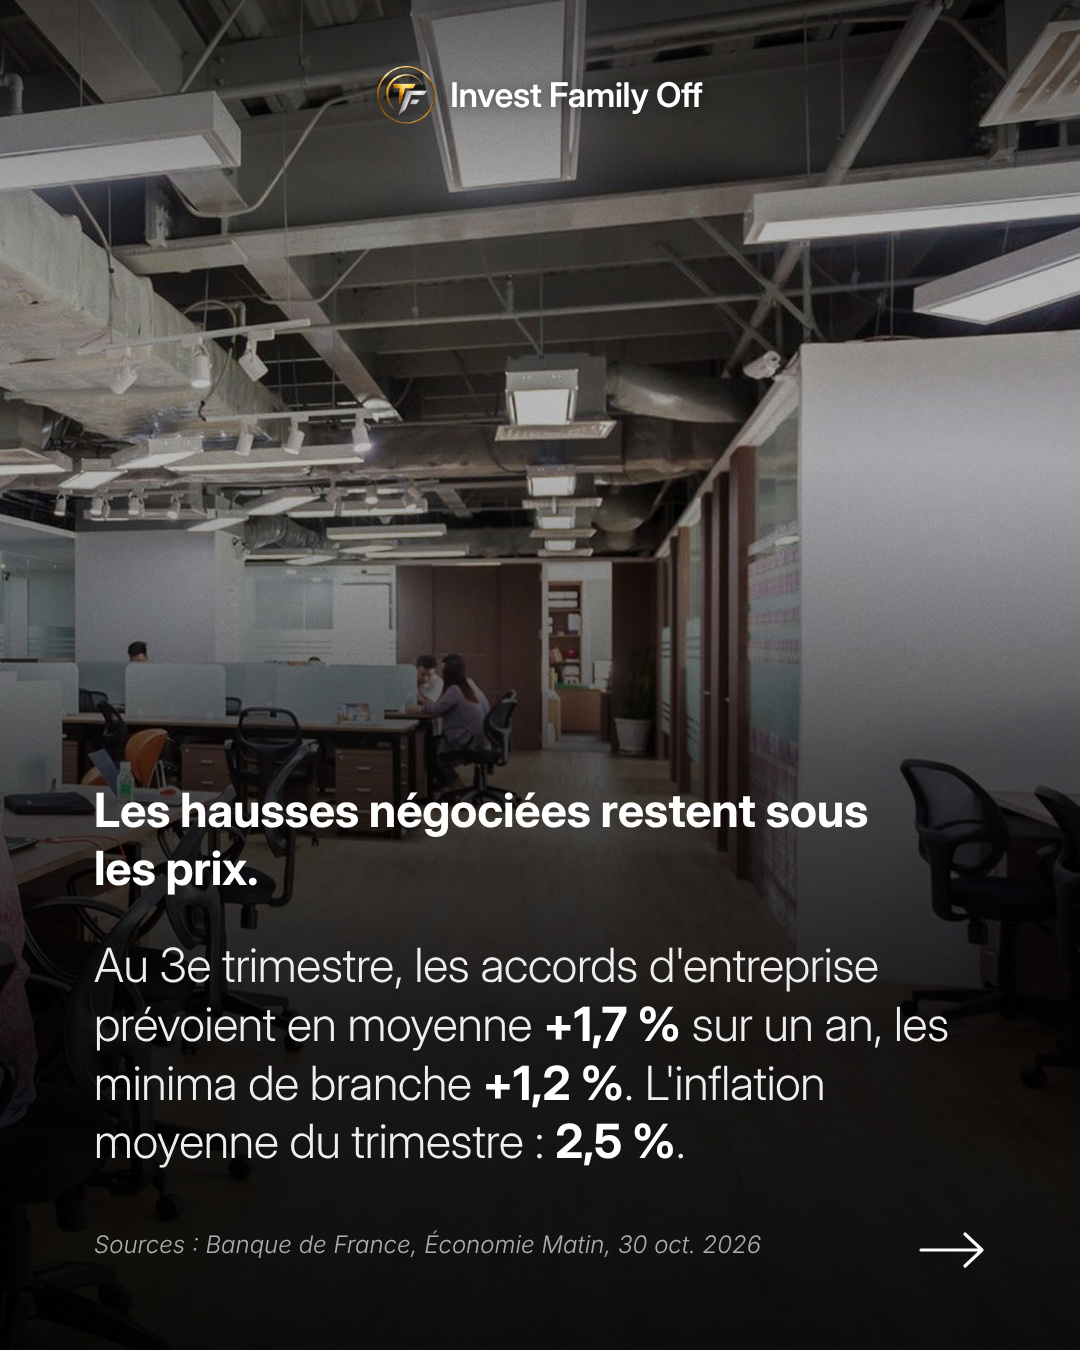 Invest Family Off
Les hausses négociées restent sous
les prix.
Au 3e trimestre, les accords d'entreprise
prévoient en moyenne +1,7 % sur un an, les
minima de branche +1,2 %. L'inflation
moyenne du trimestre : 2,5 %.
Sources : Banque de France, Économie Matin, 30 oct. 2026